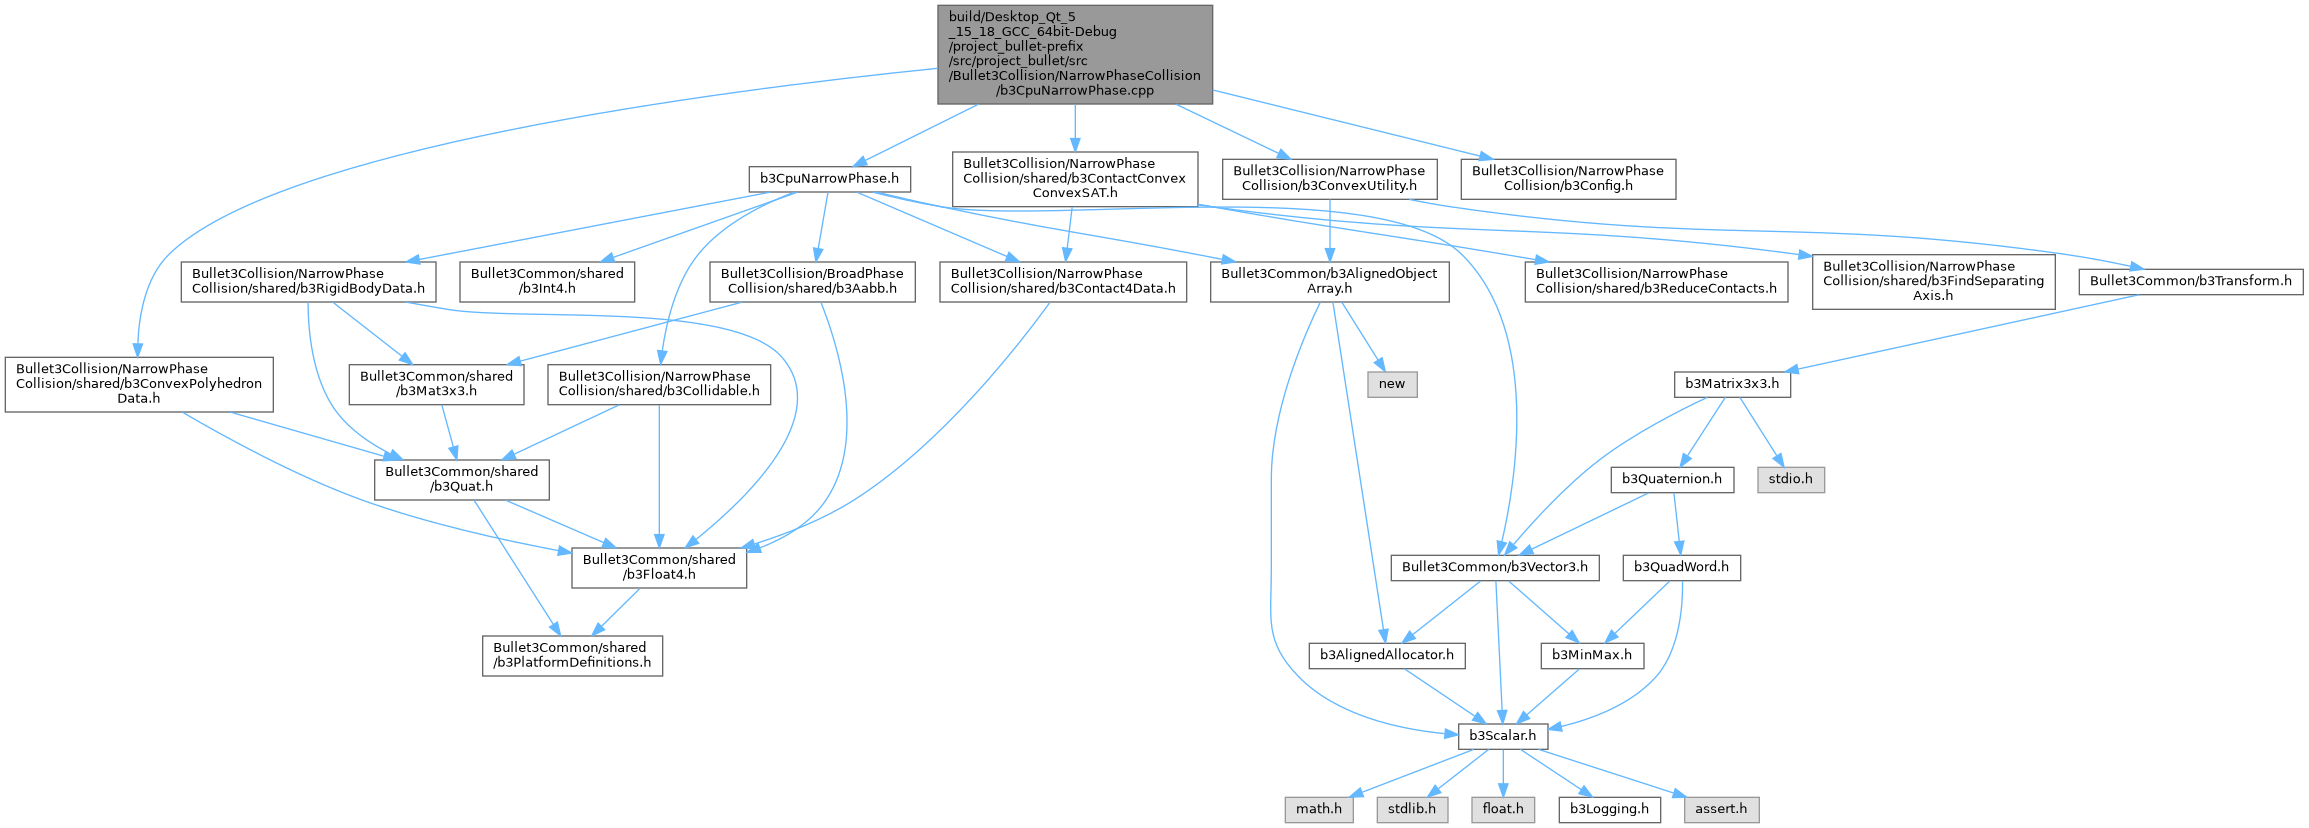 build/Desktop_Qt_5
_15_18_GCC_64bit-Debug
/project_bullet-prefix
/src/project_bullet/src
/Bullet3Collision/NarrowPhaseCollision
/b3CpuNarrowPhase.cpp
b3CpuNarrowPhase.h
Bullet3Collision/NarrowPhase
Collision/shared/b3ContactConvex
ConvexSAT.h
Bullet3Collision/NarrowPhase
Collision/b3ConvexUtility.h
Bullet3Collision/NarrowPhase
Collision/b3Config.h
Bullet3Collision/NarrowPhase
Collision/shared/b3RigidBodyData.h
Bullet3Common/shared
/b3Int4.h
Bullet3Collision/BroadPhase
Collision/shared/b3Aabb.h
Bullet3Collision/NarrowPhase
Collision/shared/b3Contact4Data.h
Bullet3Common/b3AlignedObject
Array.h
Bullet3Collision/NarrowPhase
Collision/shared/b3ReduceContacts.h
Bullet3Collision/NarrowPhase
Collision/shared/b3FindSeparating
Axis.h
Bullet3Common/b3Transform.h
Bullet3Collision/NarrowPhase
Collision/shared/b3ConvexPolyhedron
Data.h
Bullet3Common/shared
/b3Mat3x3.h
Bullet3Collision/NarrowPhase
Collision/shared/b3Collidable.h
new
b3Matrix3x3.h
Bullet3Common/shared
/b3Quat.h
b3Quaternion.h
stdio.h
Bullet3Common/shared
/b3Float4.h
Bullet3Common/b3Vector3.h
b3QuadWord.h
Bullet3Common/shared
/b3PlatformDefinitions.h
b3AlignedAllocator.h
b3MinMax.h
b3Scalar.h
math.h
stdlib.h
float.h
b3Logging.h
assert.h